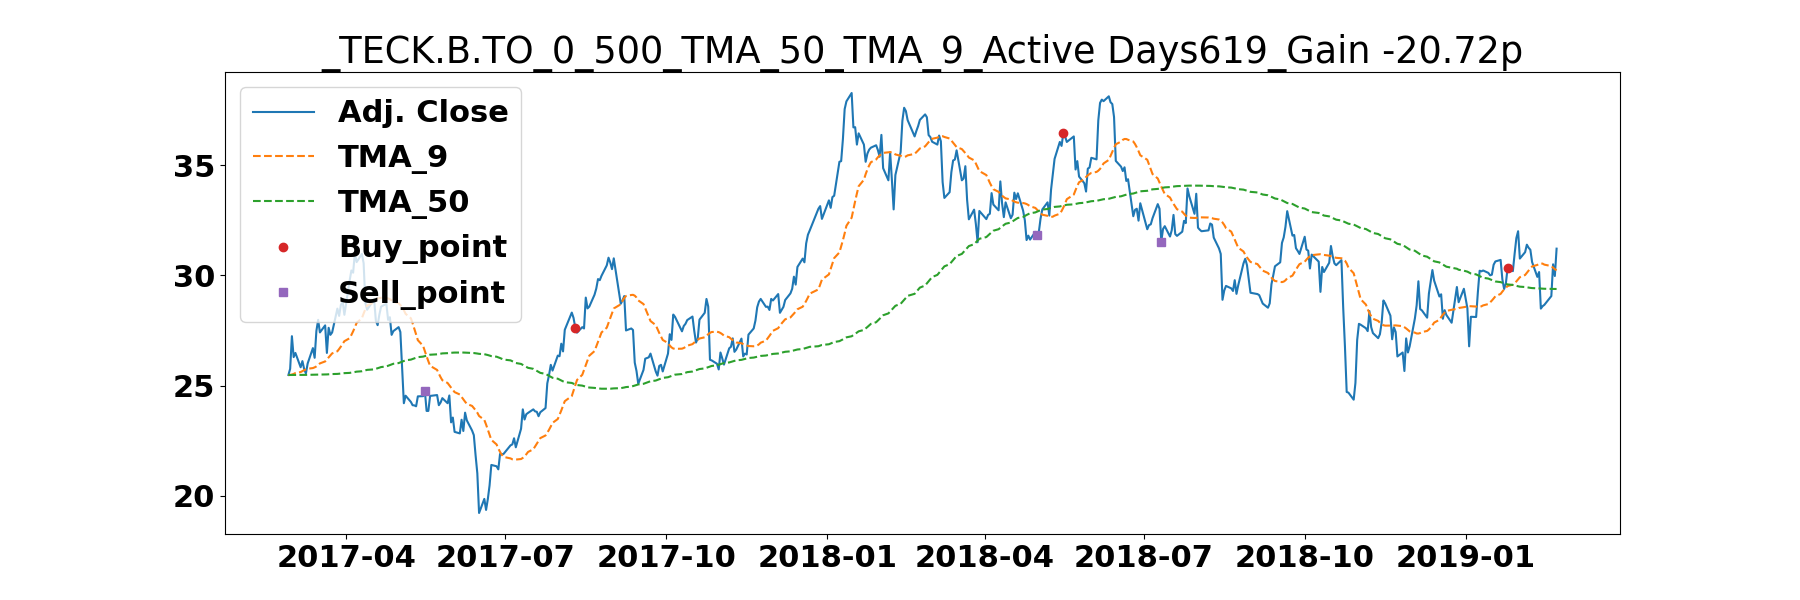 _TECK.B.TO_0_500_TMA_50_TMA_9_Active Days619_Gain -20.72p
Adj. Close
TMA_9
TMA_50
Buy_point
Sell_point
35
30
25
20
2017-04 2017-07 2017-10 2018-01 2018-04 2018-07 2018-10 2019-01